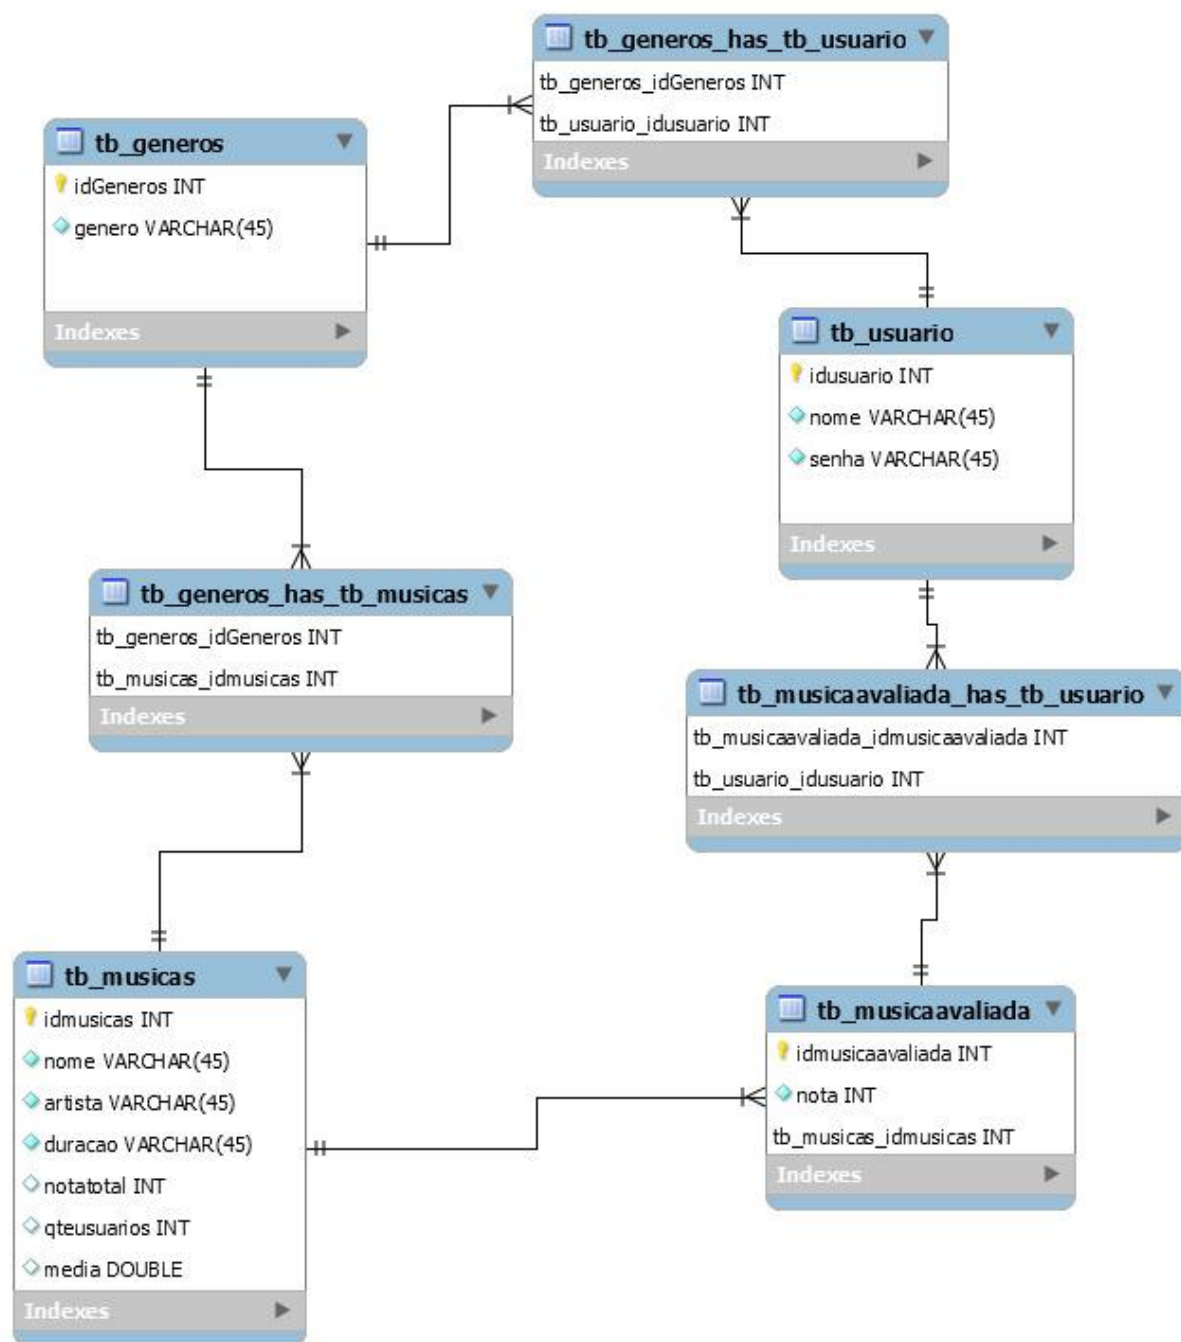 tb_generos_has_tb_usuario
tb_generos_idGeneros INT
tb_usuario_idusuario INT
Indexes
tb_generos
idGeneros INT
genero VARCHAR(45)
Indexes
tb_usuario
idusuario INT
nome VARCHAR(45)
senha VARCHAR(45)
Indexes
tb_generos_has_tb_musicas
tb_generos_idGeneros INT
tb_musicas_idmusicas INT
Indexes
tb_musicaavaliada_has_tb_usuario
tb_musicaavaliada_idmusicaavaliada INT
tb_usuario_idusuario INT
Indexes
tb_musicas
idmusicas INT
nome VARCHAR(45)
artista VARCHAR(45)
duracao VARCHAR(45)
notatotal INT
qteusuarios INT
media DOUBLE
Indexes
tb_musicaavaliada
idmusicaavaliada INT
nota INT
tb_musicas_idmusicas INT
Indexes